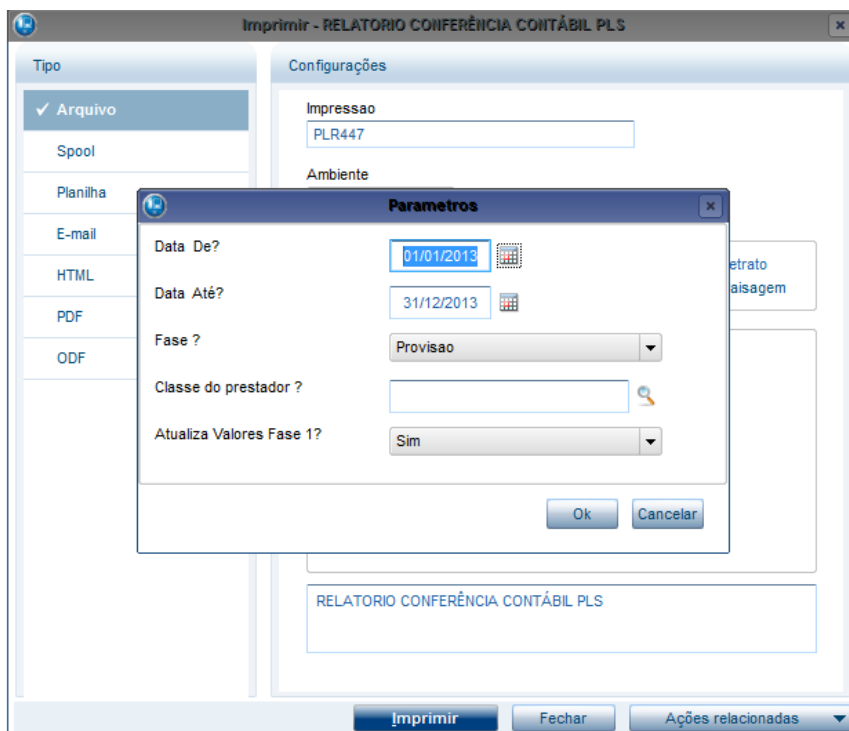 Imprimir - RELATORIO CONFERÊNCIA CONTÁBIL PLS
Tipo
Configurações
Arquivo
Spool
Planilha
E-mail
HTML
PDF
ODF
Impressao
PLR447
Ambiente
etrato
aisagem
Parametros
Data De?
01/01/2013
Data Até?
31/12/2013
Fase ?
Provisao
Classe do prestador ?
Atualiza Valores Fase 1?
Sim
Ok
Cancelar
RELATORIO CONFERÊNCIA CONTÁBIL PLS
Imprimir
Fechar
Ações relacionadas